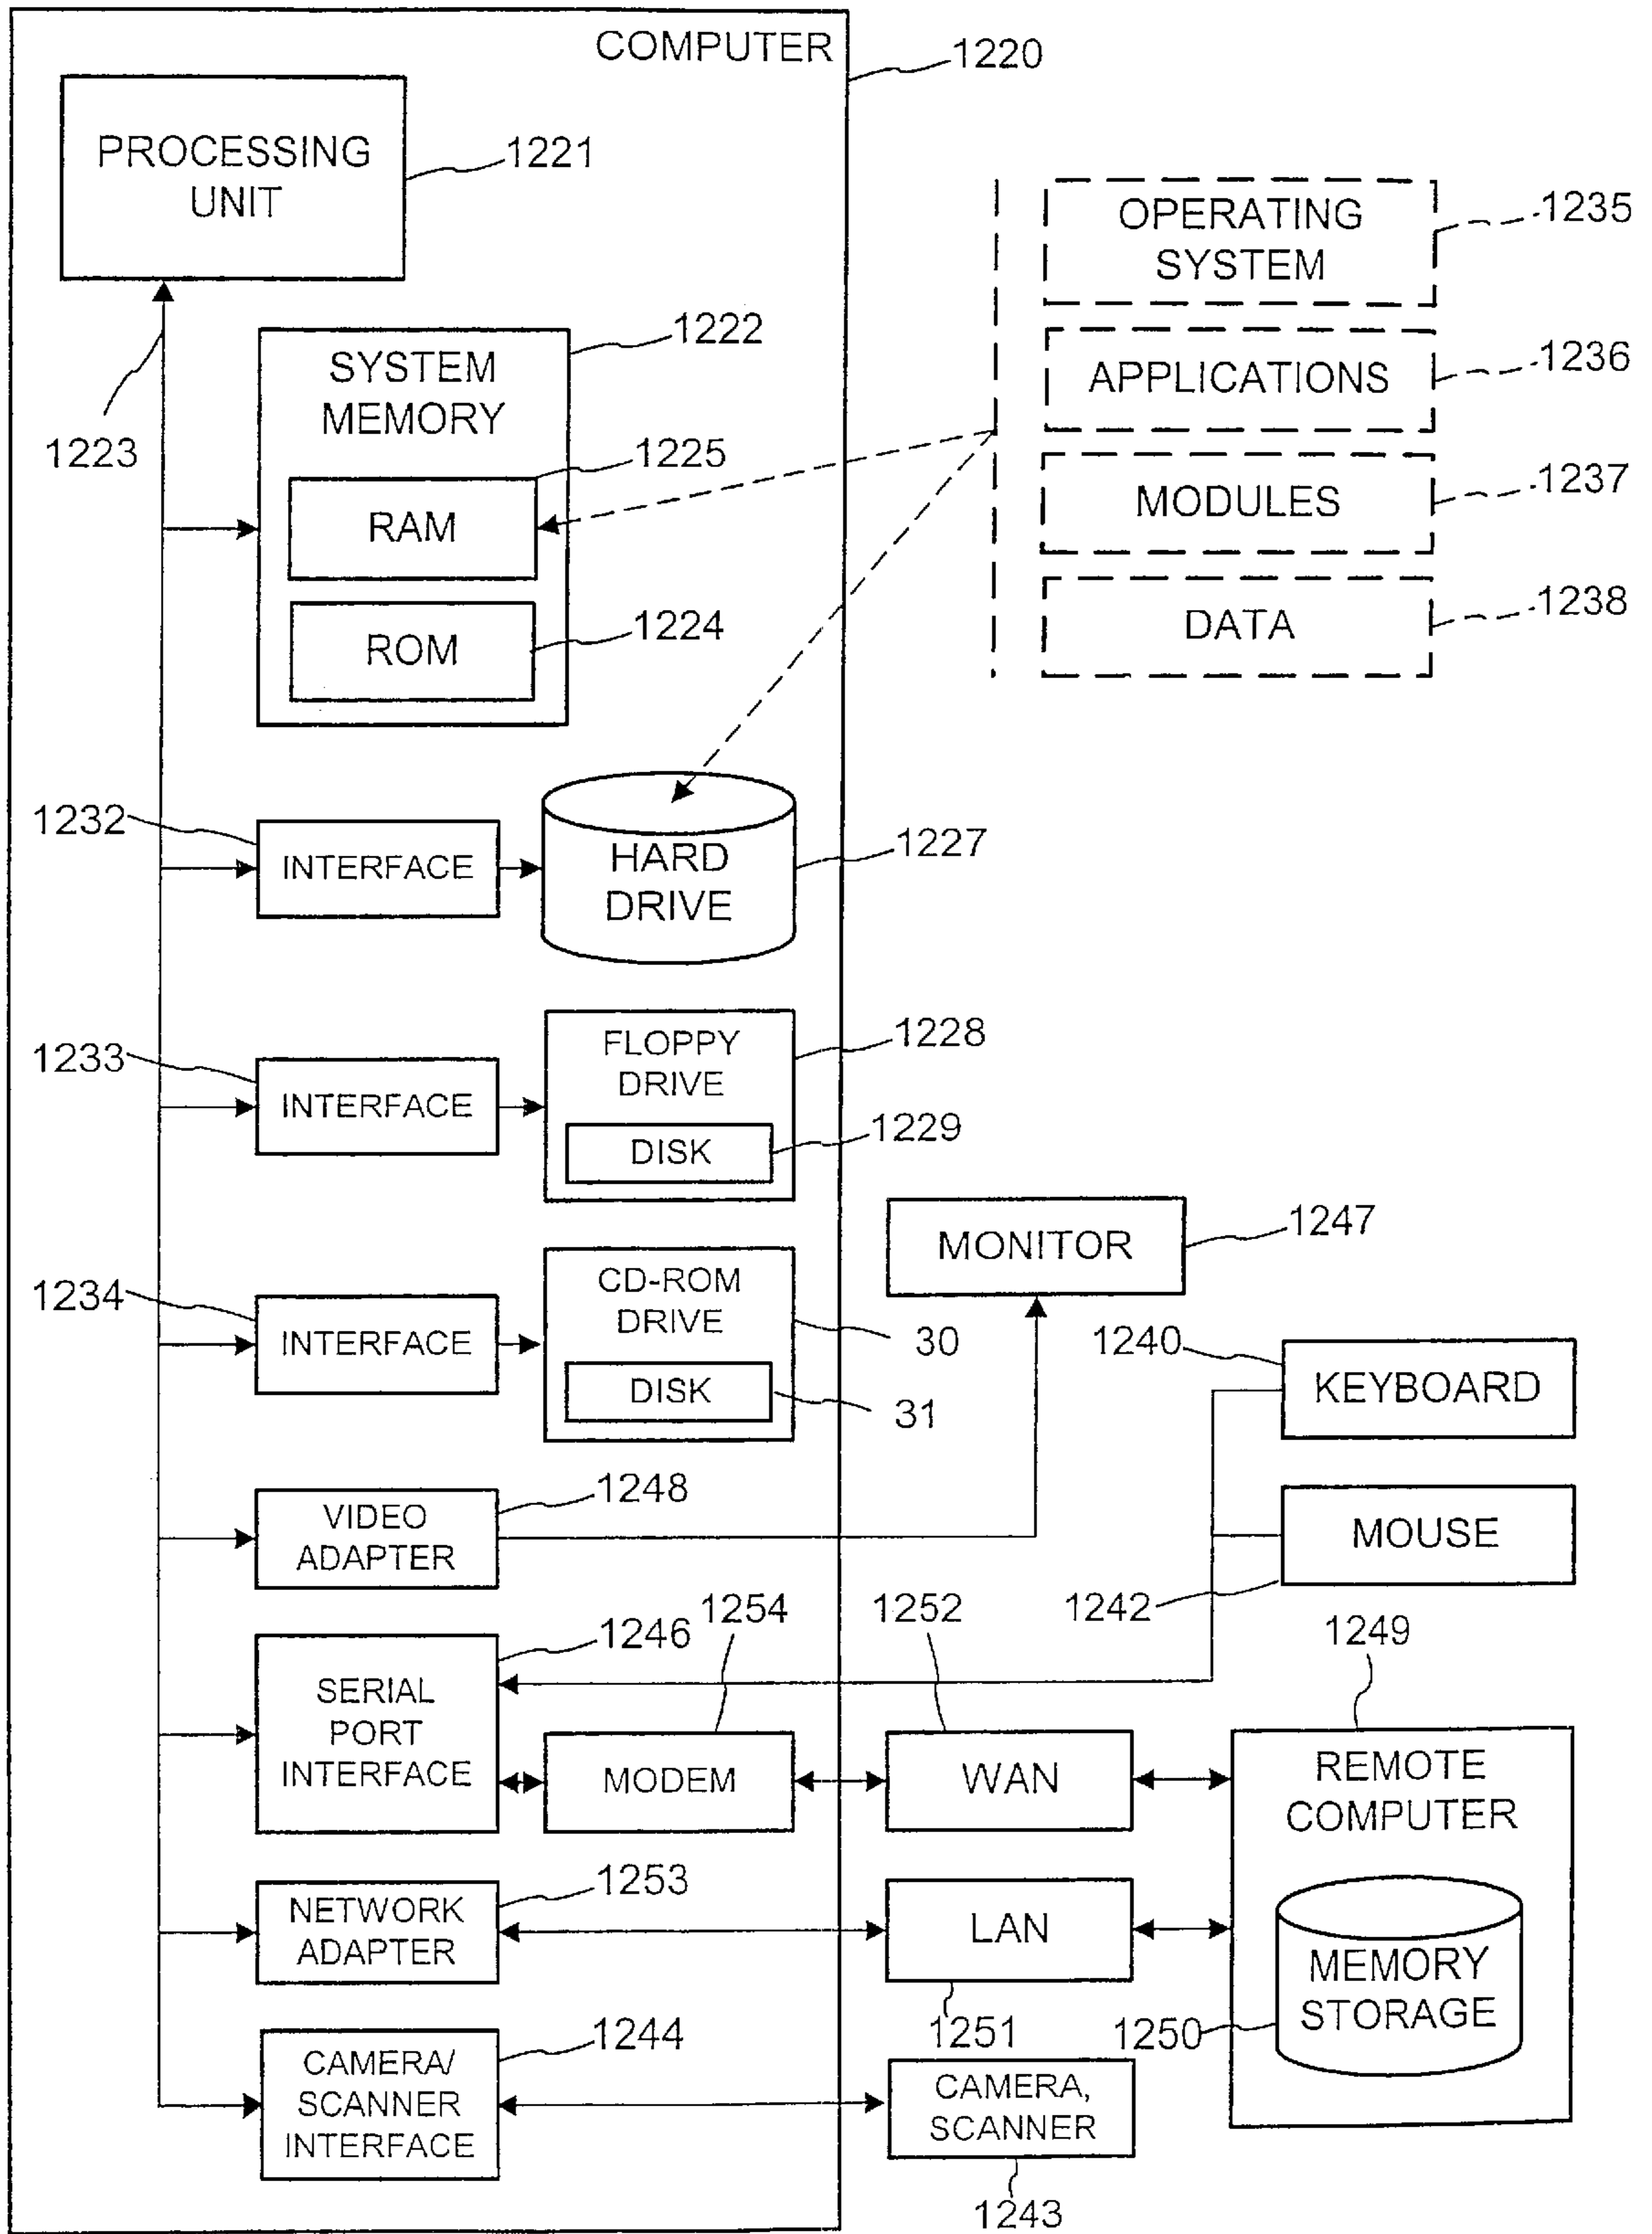 COMPUTER
1220
PROCESSING
UNIT
1221
1223
SYSTEM
MEMORY
1222
RAM
1225
ROM
1224
OPERATING
SYSTEM
1235
APPLICATIONS
1236
MODULES
1237
DATA
1238
1232
INTERFACE
HARD
DRIVE
1227
1233
INTERFACE
FLOPPY
DRIVE
1228
DISK
1229
1234
INTERFACE
CD-ROM
DRIVE
30
DISK
31
MONITOR
1247
1240
KEYBOARD
MOUSE
1242
VIDEO
ADAPTER
1248
SERIAL
PORT
INTERFACE
1246
1254
MODEM
1252
WAN
1249
REMOTE
COMPUTER
MEMORY
STORAGE
1250
NETWORK
ADAPTER
1253
LAN
1251
CAMERA/
SCANNER
INTERFACE
1244
CAMERA,
SCANNER
1243